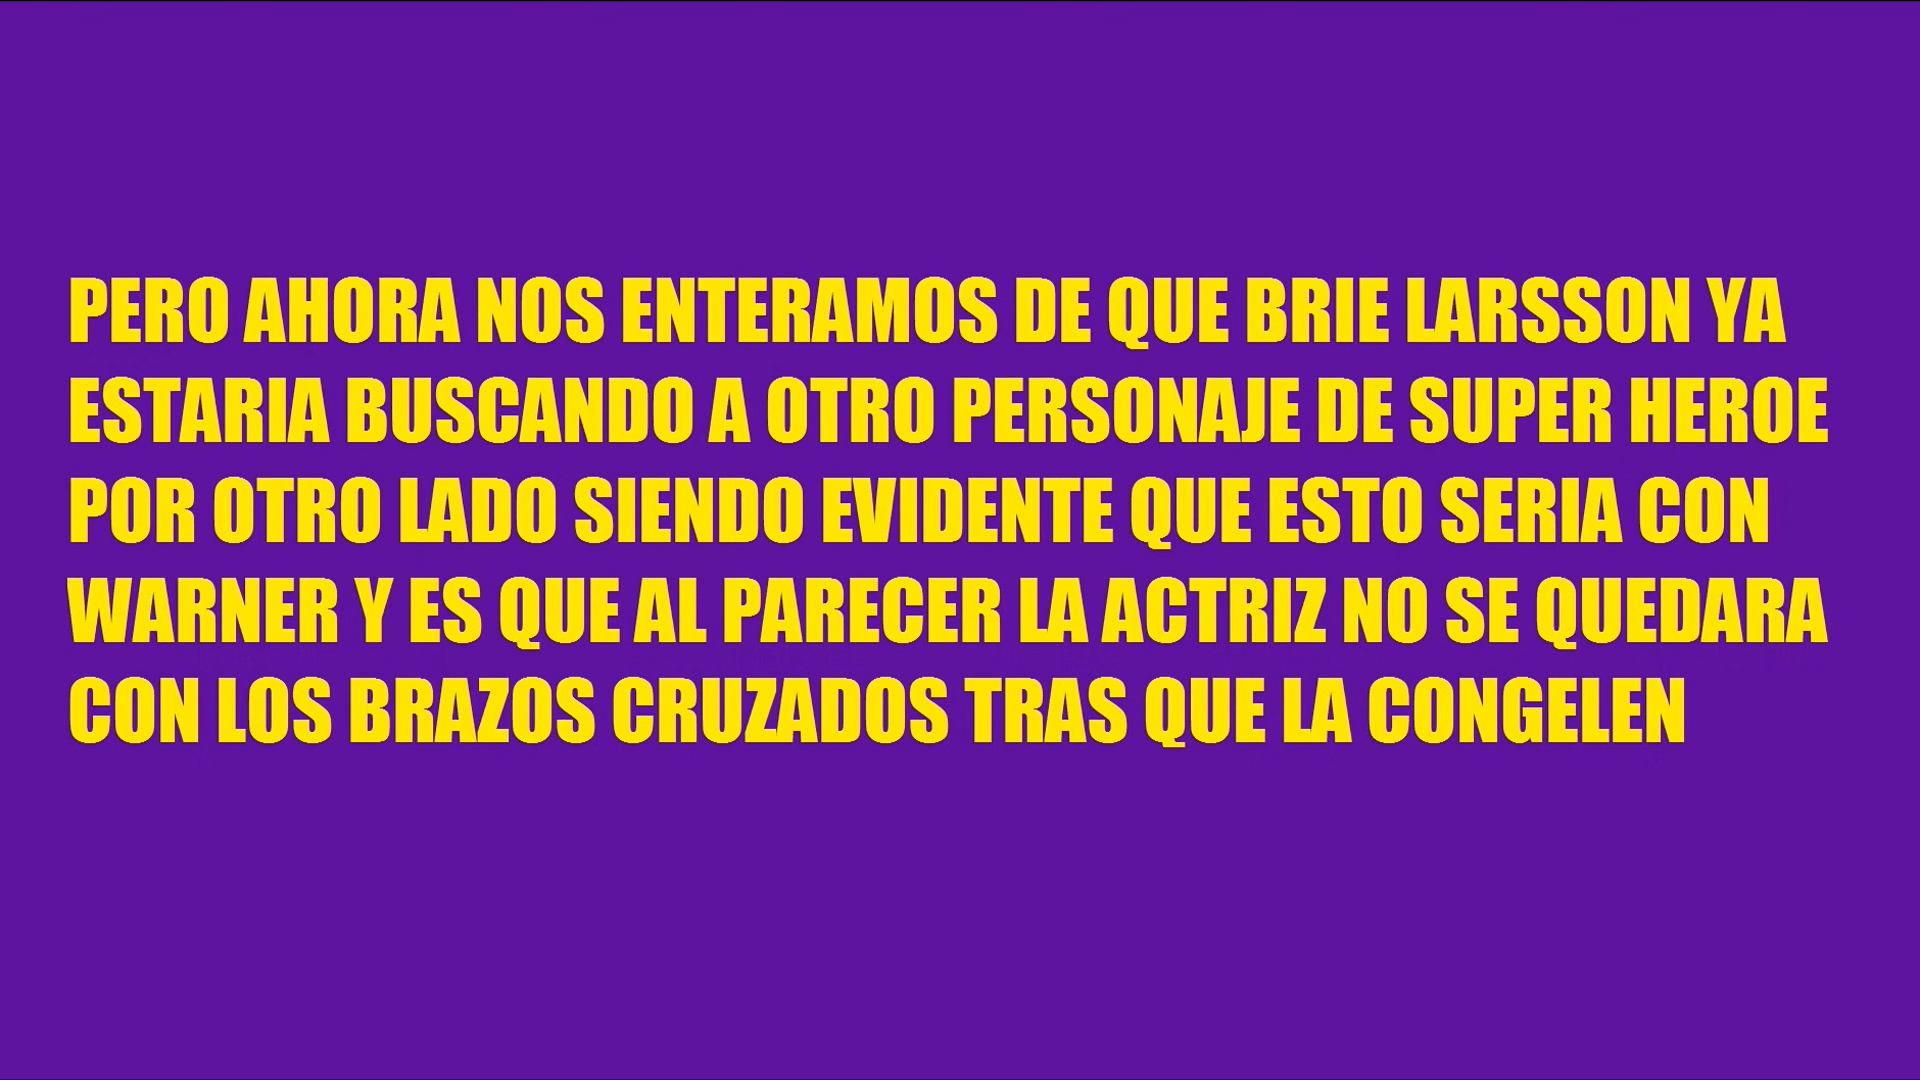 PERO AHORA NOS ENTERAMOS DE QUE BRIE LARSSON YA
ESTARIA BUSCANDO A OTRO PERSONAJE DE SUPER HEROE
POR OTRO LADO SIENDO EVIDENTE QUE ESTO SERIA CON
WARNER Y ES QUE AL PARECER LA ACTRIZ NO SE QUEDARA
CON LOS BRAZOS CRUZADOS TRAS QUE LA CONGELEN